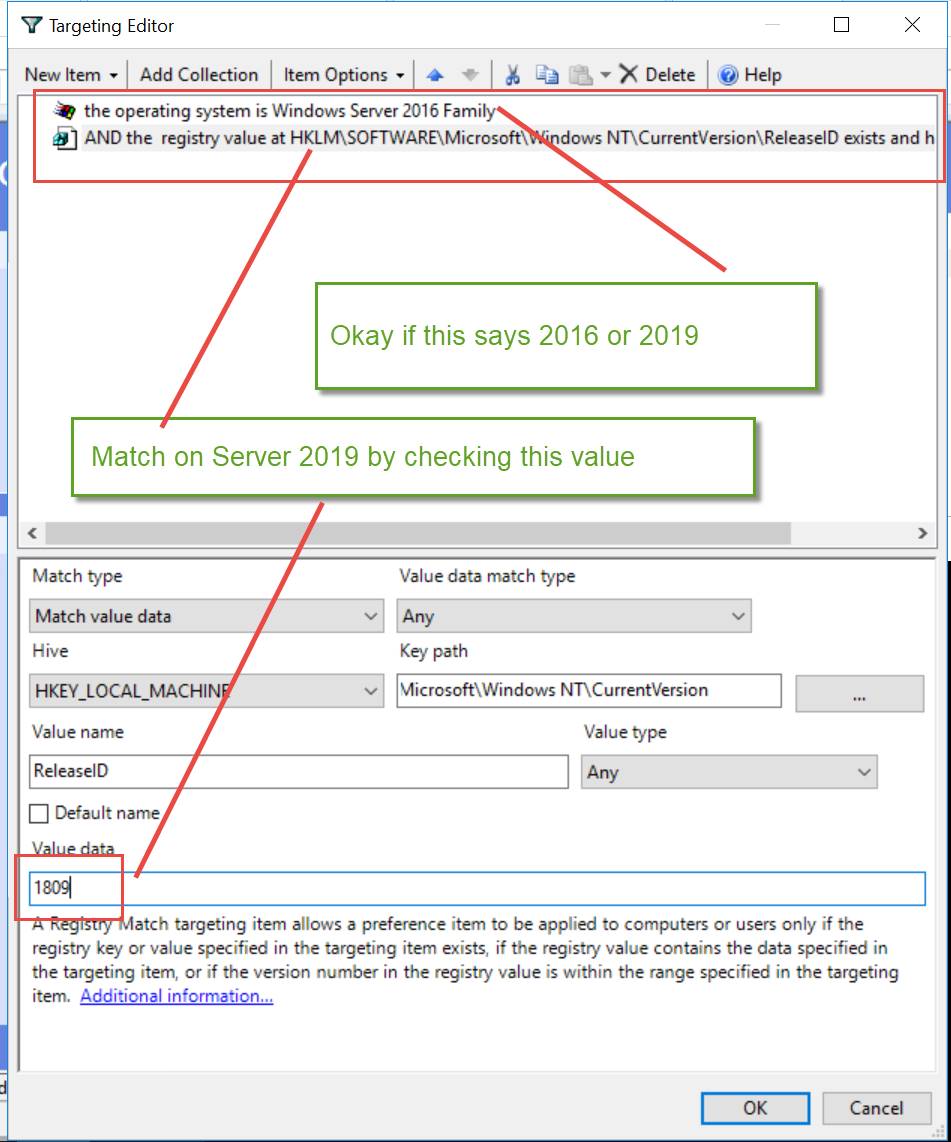 Targeting Editor
New Item Add Collection Item Options Delete Help
the operating system is Windows Server 2016 Family
AND the registry value at HKLM\SOFTWARE\Microsoft\Windows NT\CurrentVersion\ReleaseID exists and h
Okay if this says 2016 or 2019
Match on Server 2019 by checking this value
Match type Value data match type
Match value data Any
Hive Key path
HKEY_LOCAL_MACHINE Microsoft\Windows NT\CurrentVersion ...
Value name Value type
ReleaseID Any
Default name
Value data
1809
A Registry Match targeting item allows a preference item to be applied to computers or users only if the
registry key or value specified in the targeting item exists, if the registry value contains the data specified in
the targeting item, or if the version number in the registry value is within the range specified in the targeting
item. Additional information...
OK Cancel